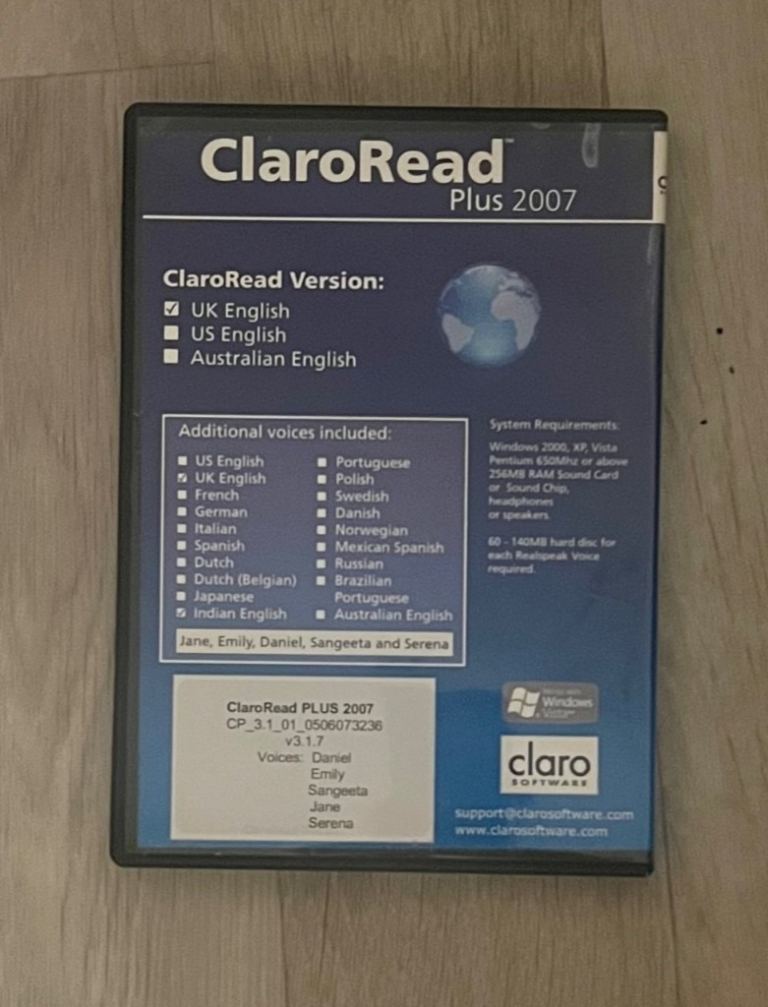 ClaroRead™
Plus 2007
ClaroRead Version:
UK English
US English
Australian English
Additional voices included:
US English
UK English
French
German
Italian
Spanish
Dutch
Dutch (Belgian)
Japanese
Indian English
Portuguese
Polish
Swedish
Danish
Norwegian
Mexican Spanish
Russian
Brazilian
Portuguese
Australian English
Jane, Emily, Daniel, Sangeeta and Serena
System Requirements:
Windows 2000, XP, Vista
Pentium 650Mhz or above
256MB RAM Sound Card
or Sound Chip,
headphones
or speakers.
60 - 140MB hard disc for
each Realspeak Voice
required.
ClaroRead PLUS 2007
CP_3.1_01_0506073236
v3.1.7
Voices: Daniel
Emily
Sangeeta
Jane
Serena
Works with
Windows
Vista™
claro
SOFTWARE
support@clarosoftware.com
www.clarosoftware.com